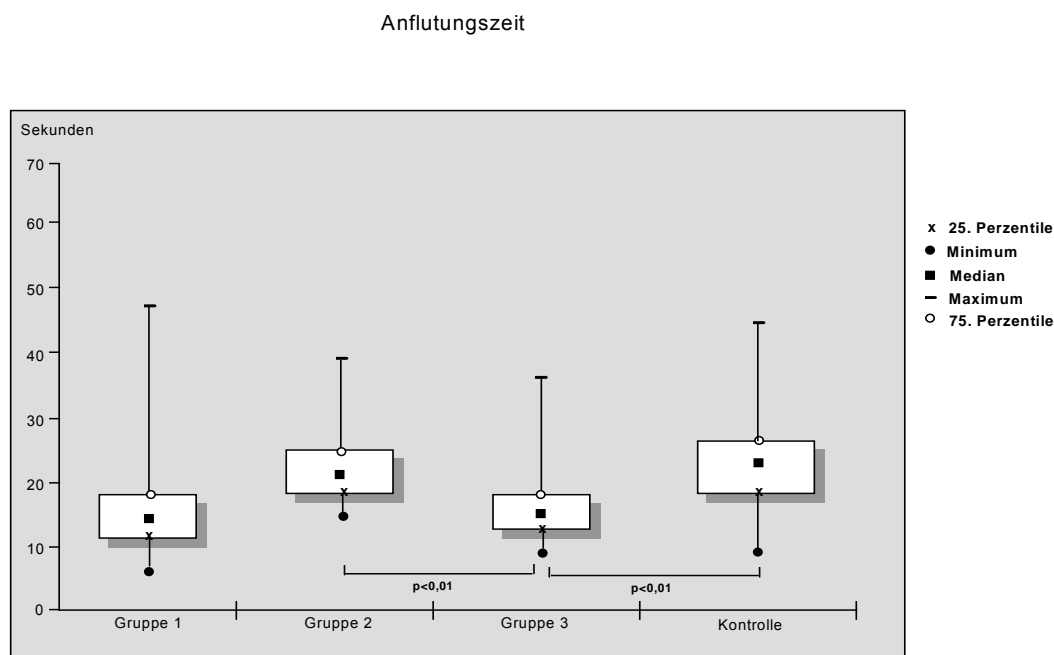 Anflutungszeit
Sekunden
70
60
50
40
30
20
10
0
p<0,01
p<0,01
Gruppe 1
Gruppe 2
Gruppe 3
Kontrolle
x 25. Perzentile
Minimum
Median
Maximum
75. Perzentile